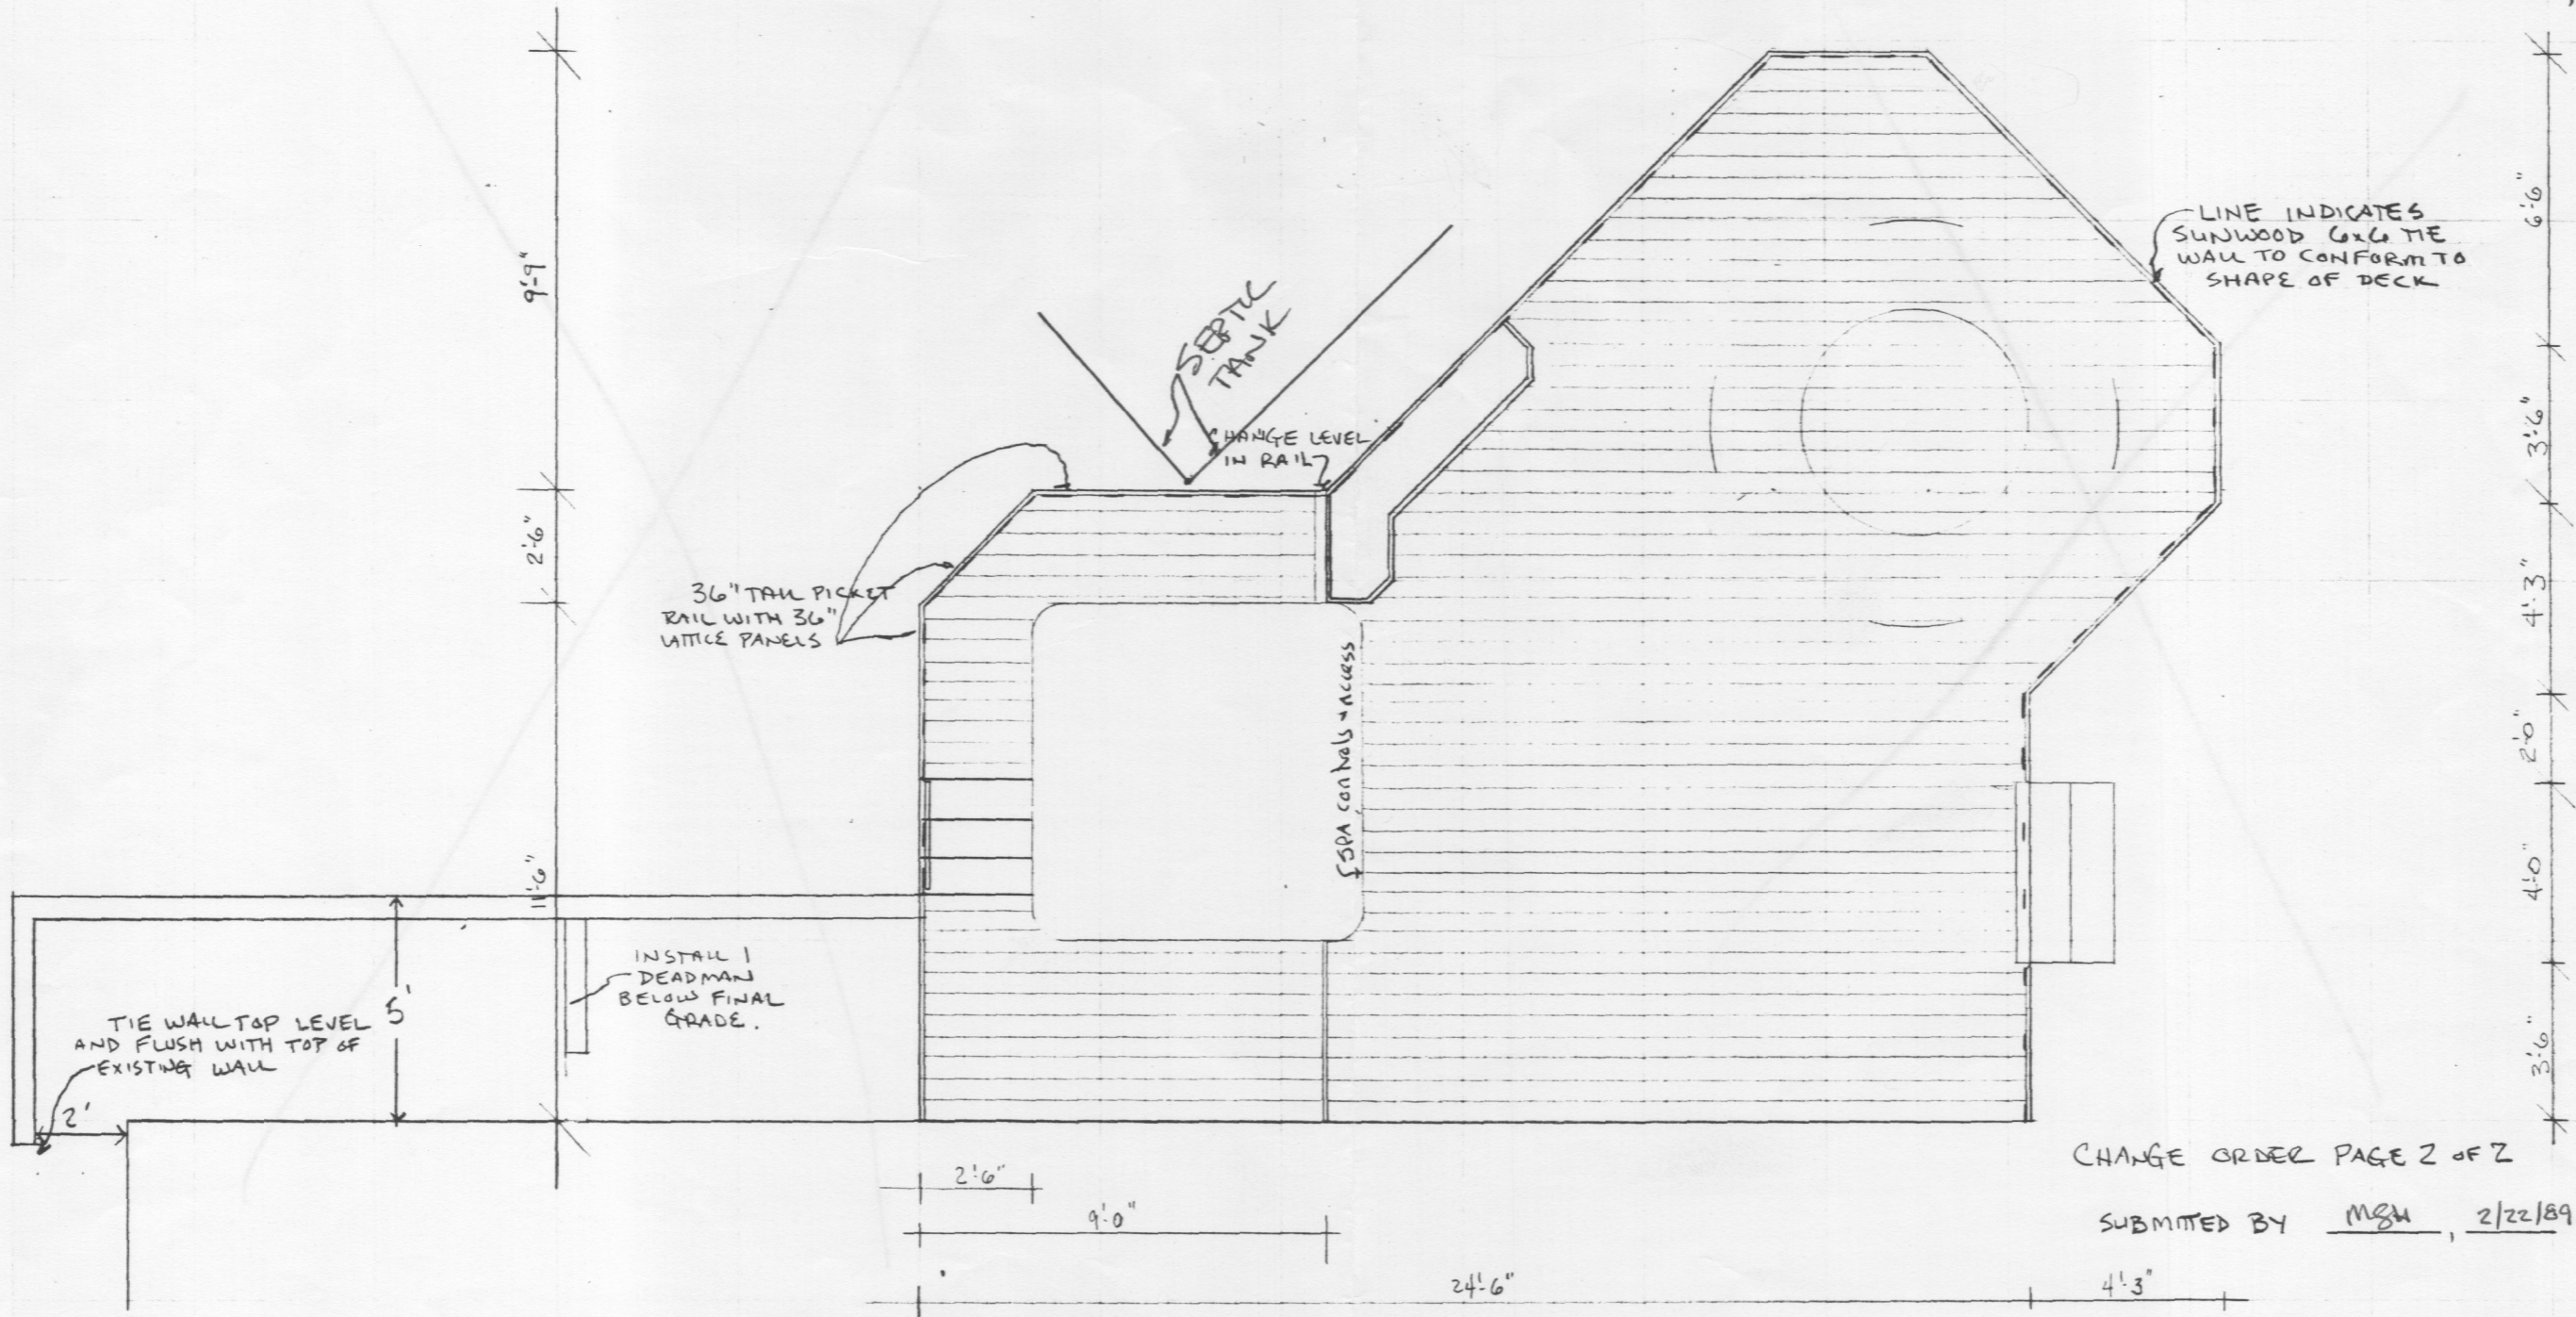 9'-9"
2'-6"
11'-6"
SEPTIC
TANK
CHANGE LEVEL
IN RAIL
36" TALL PICKET
RAIL WITH 36"
LATTICE PANELS
SPA controls & access
LINE INDICATES
SUNWOOD 6x6 TIE
WALL TO CONFORM TO
SHAPE OF DECK
6'-6"
3'-6"
4'-3"
2'-0"
4'-0"
3'-6"
INSTALL 1
DEADMAN
BELOW FINAL
GRADE.
5'
TIE WALL TOP LEVEL
AND FLUSH WITH TOP OF
EXISTING WALL
2'
2'-6"
9'-0"
24'-6"
4'-3"
CHANGE ORDER PAGE 2 OF 2
SUBMITTED BY MGH, 2/22/89